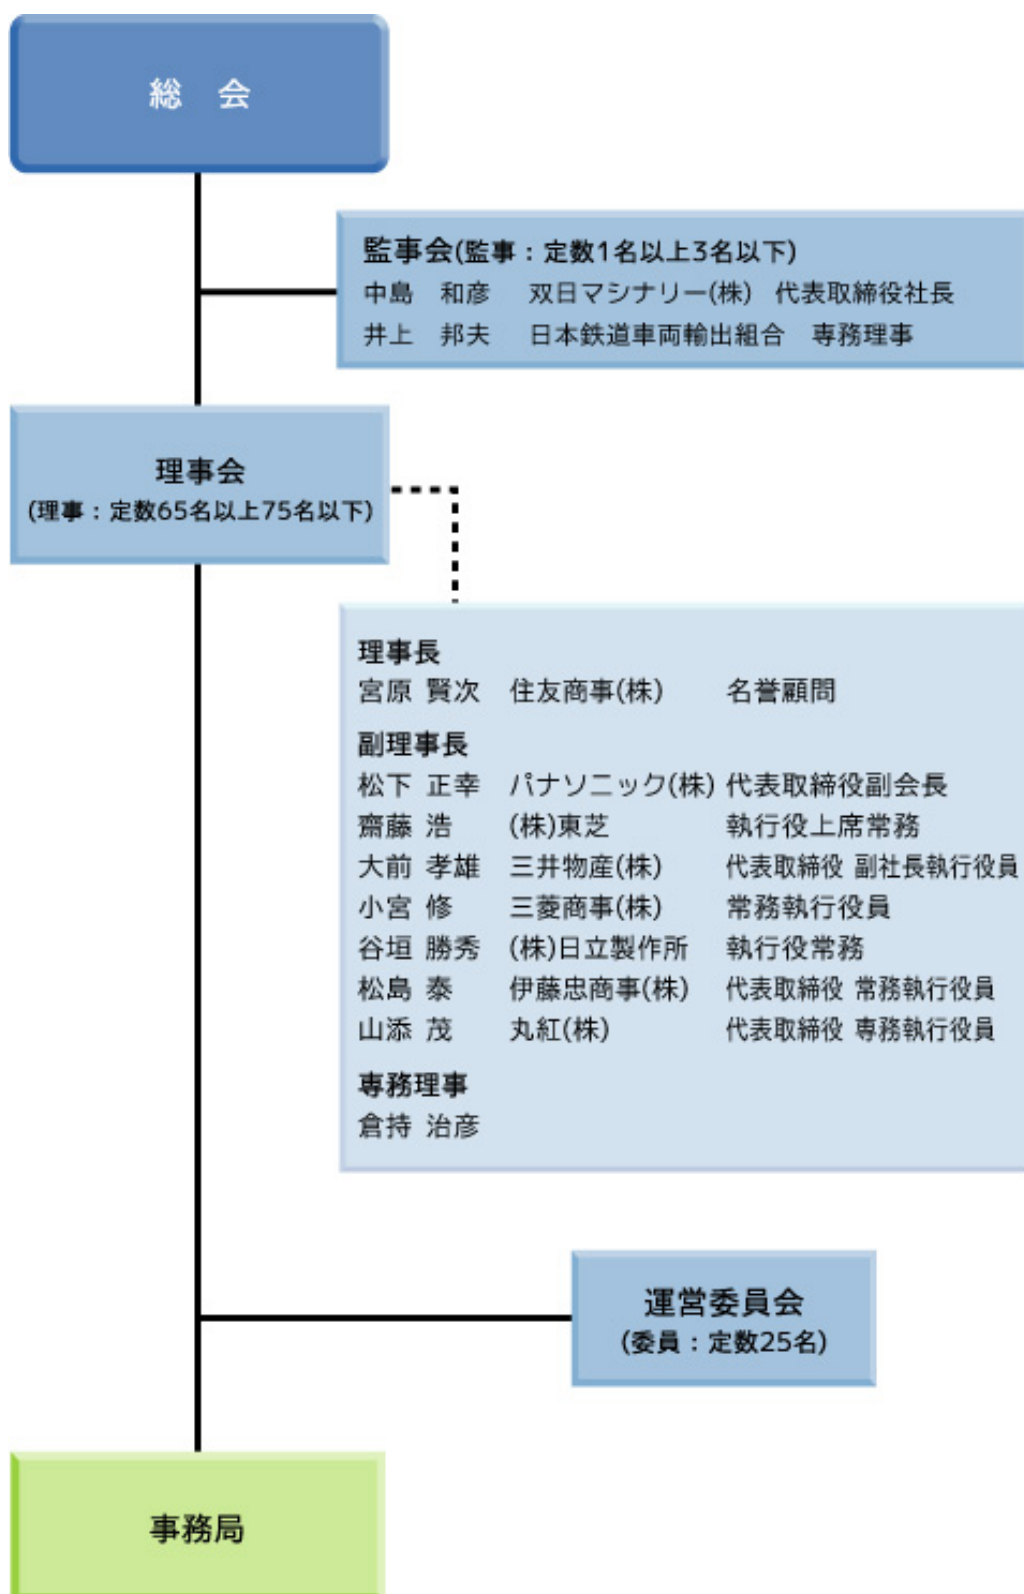 総　会
監事会(監事：定数1名以上3名以下)
中島　和彦　双日マシナリー(株)　代表取締役社長
井上　邦夫　日本鉄道車両輸出組合　専務理事
理事会
(理事：定数65名以上75名以下)
理事長
宮原 賢次　住友商事(株)　名誉顧問
副理事長
松下 正幸　パナソニック(株) 代表取締役副会長
齋藤 浩　(株)東芝　執行役上席常務
大前 孝雄　三井物産(株)　代表取締役 副社長執行役員
小宮 修　三菱商事(株)　常務執行役員
谷垣 勝秀　(株)日立製作所　執行役常務
松島 泰　伊藤忠商事(株)　代表取締役 常務執行役員
山添 茂　丸紅(株)　代表取締役 専務執行役員
専務理事
倉持 治彦
運営委員会
(委員：定数25名)
事務局